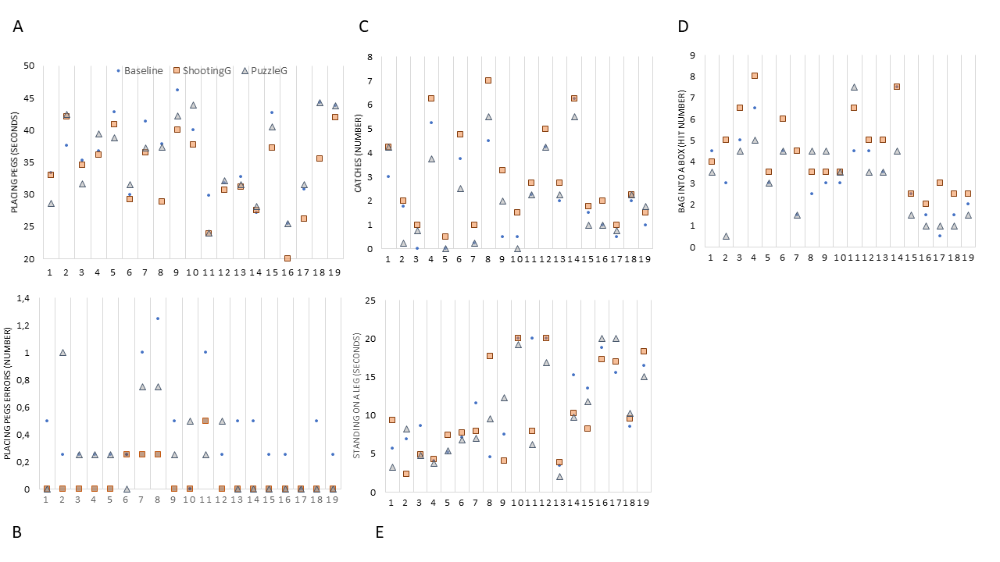 A
PLACING PEGS (SECONDS)
Baseline ShootingG PuzzleG
50
45
40
35
30
25
20
1 2 3 4 5 6 7 8 9 10 11 12 13 14 15 16 17 18 19
C
CATCHES (NUMBER)
8
7
6
5
4
3
2
1
0
1 2 3 4 5 6 7 8 9 10 11 12 13 14 15 16 17 18 19
D
BAG INTO A BOX (HIT NUMBER)
9
8
7
6
5
4
3
2
1
0
1 2 3 4 5 6 7 8 9 10 11 12 13 14 15 16 17 18 19
PLACING PEGS ERRORS (NUMBER)
1,4
1,2
1
0,8
0,6
0,4
0,2
0
1 2 3 4 5 6 7 8 9 10 11 12 13 14 15 16 17 18 19
B
STANDING ON A LEG (SECONDS)
25
20
15
10
5
0
1 2 3 4 5 6 7 8 9 10 11 12 13 14 15 16 17 18 19
E